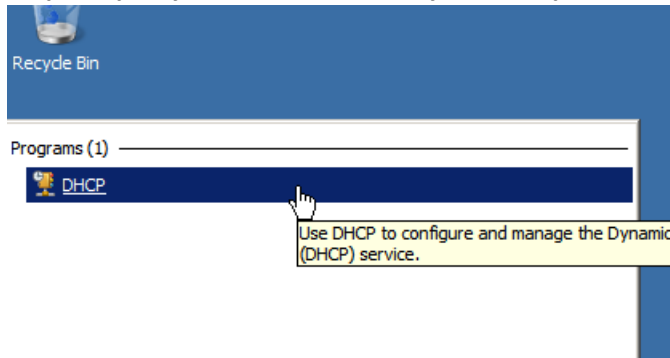 Recycle Bin
Programs (1)
DHCP
Use DHCP to configure and manage the Dynamic
(DHCP) service.